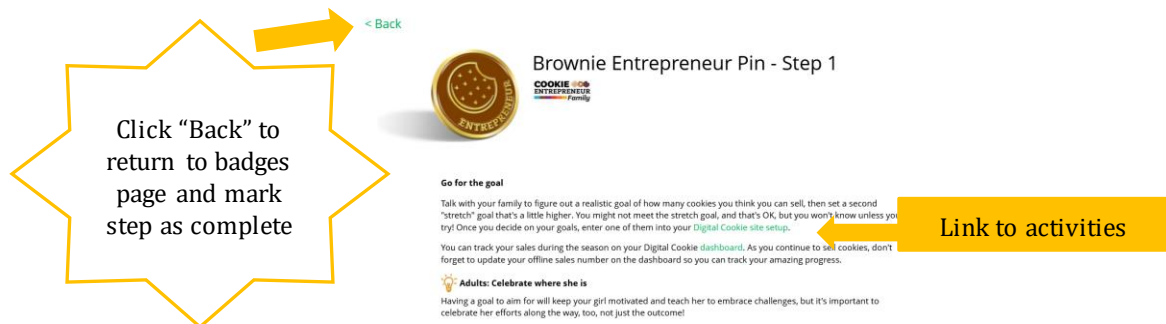 < Back
Brownie Entrepreneur Pin - Step 1
COOKIE
ENTREPRENEUR
Family
ENTREPRENEUR
Click “Back” to
return to badges
page and mark
step as complete
Go for the goal
Talk with your family to figure out a realistic goal of how many cookies you think you can sell, then set a second
"stretch" goal that's a little higher. You might not meet the stretch goal, and that's OK, but you won't know unless you
try! Once you decide on your goals, enter one of them into your Digital Cookie site setup.
Link to activities
You can track your sales during the season on your Digital Cookie dashboard. As you continue to sell cookies, don't
forget to update your offline sales number on the dashboard so you can track your amazing progress.
Adults: Celebrate where she is
Having a goal to aim for will keep your girl motivated and teach her to embrace challenges, but it's important to
celebrate her efforts along the way, too, not just the outcome!